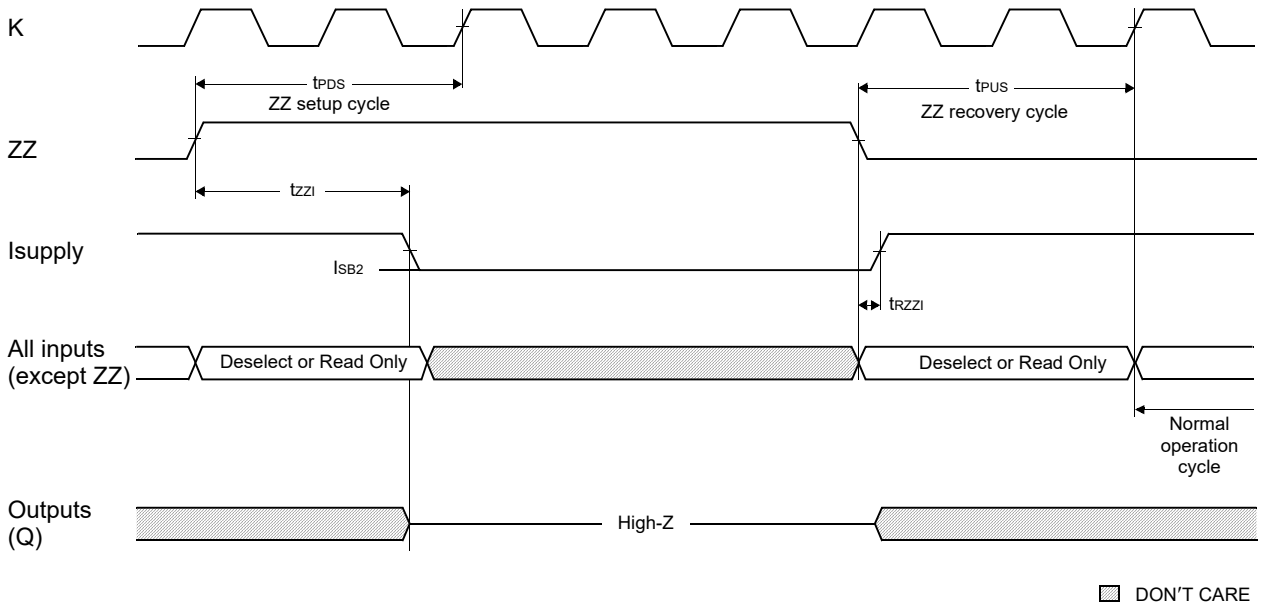 K
tPDS
ZZ setup cycle
tPUS
ZZ recovery cycle
ZZ
tZZI
Isupply
ISB2
tRZZI
All inputs
(except ZZ)
Deselect or Read Only
Deselect or Read Only
Normal
operation
cycle
Outputs
(Q)
High-Z
DON'T CARE